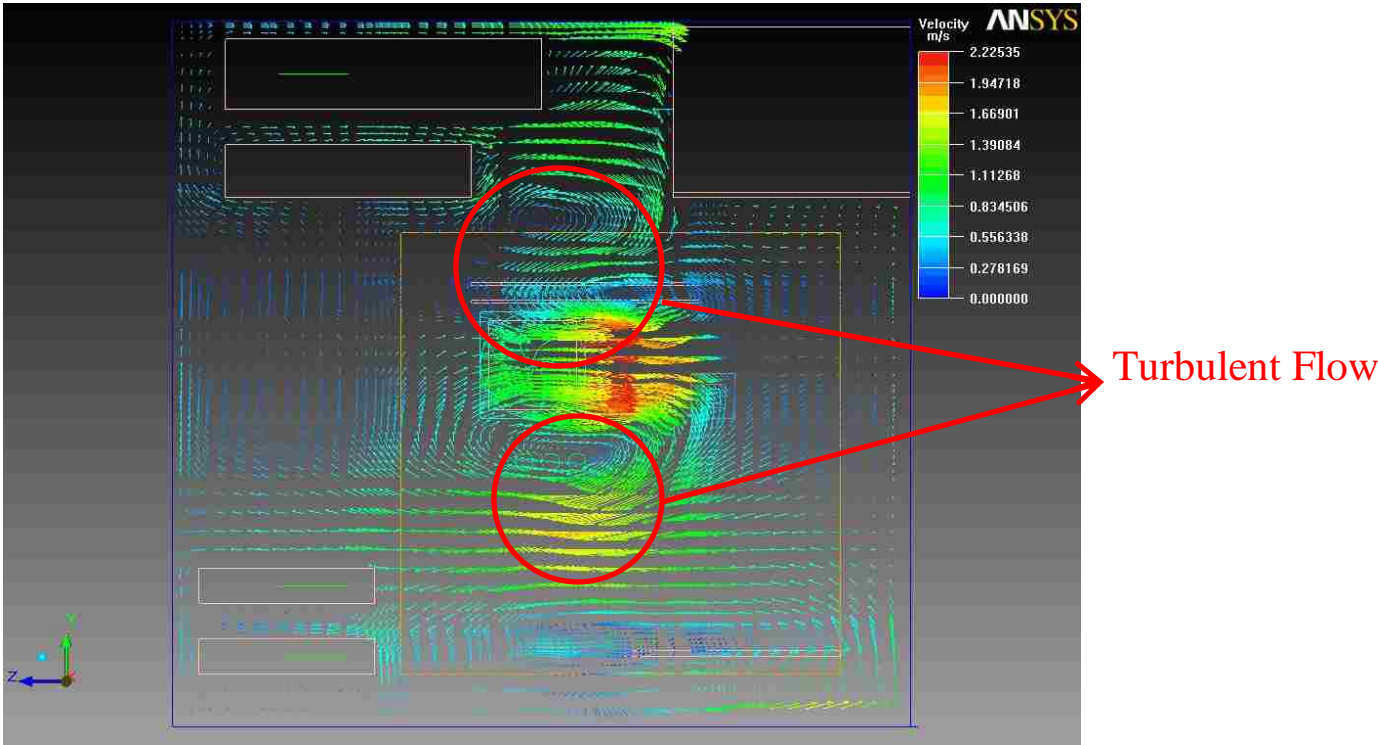 Velocity
m/s
ANSYS
2.22535
1.94718
1.66901
1.39084
1.11268
0.834506
0.556338
0.278169
0.000000
Turbulent Flow
Y
Z
X